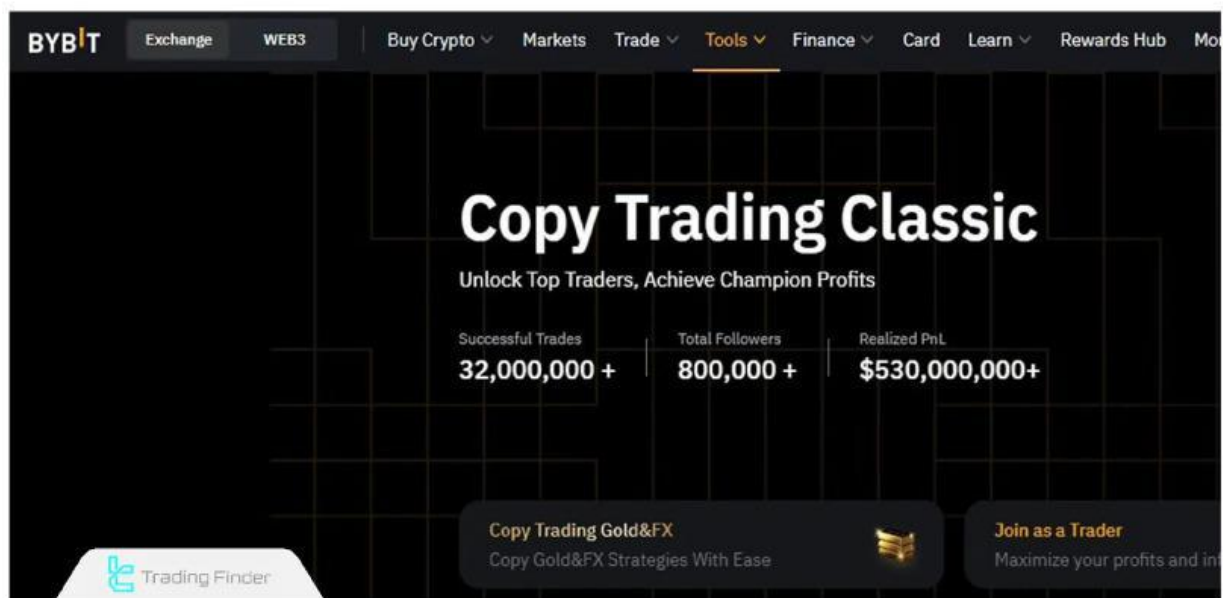 BYBIT Exchange WEB3 Buy Crypto Markets Trade Tools Finance Card Learn Rewards Hub
Copy Trading Classic
Unlock Top Traders, Achieve Champion Profits
Successful Trades Total Followers Realized PnL
32,000,000 + 800,000 + $530,000,000+
Copy Trading Gold&FX Join as a Trader
Copy Gold&FX Strategies With Ease Maximize your profits and
Trading Finder